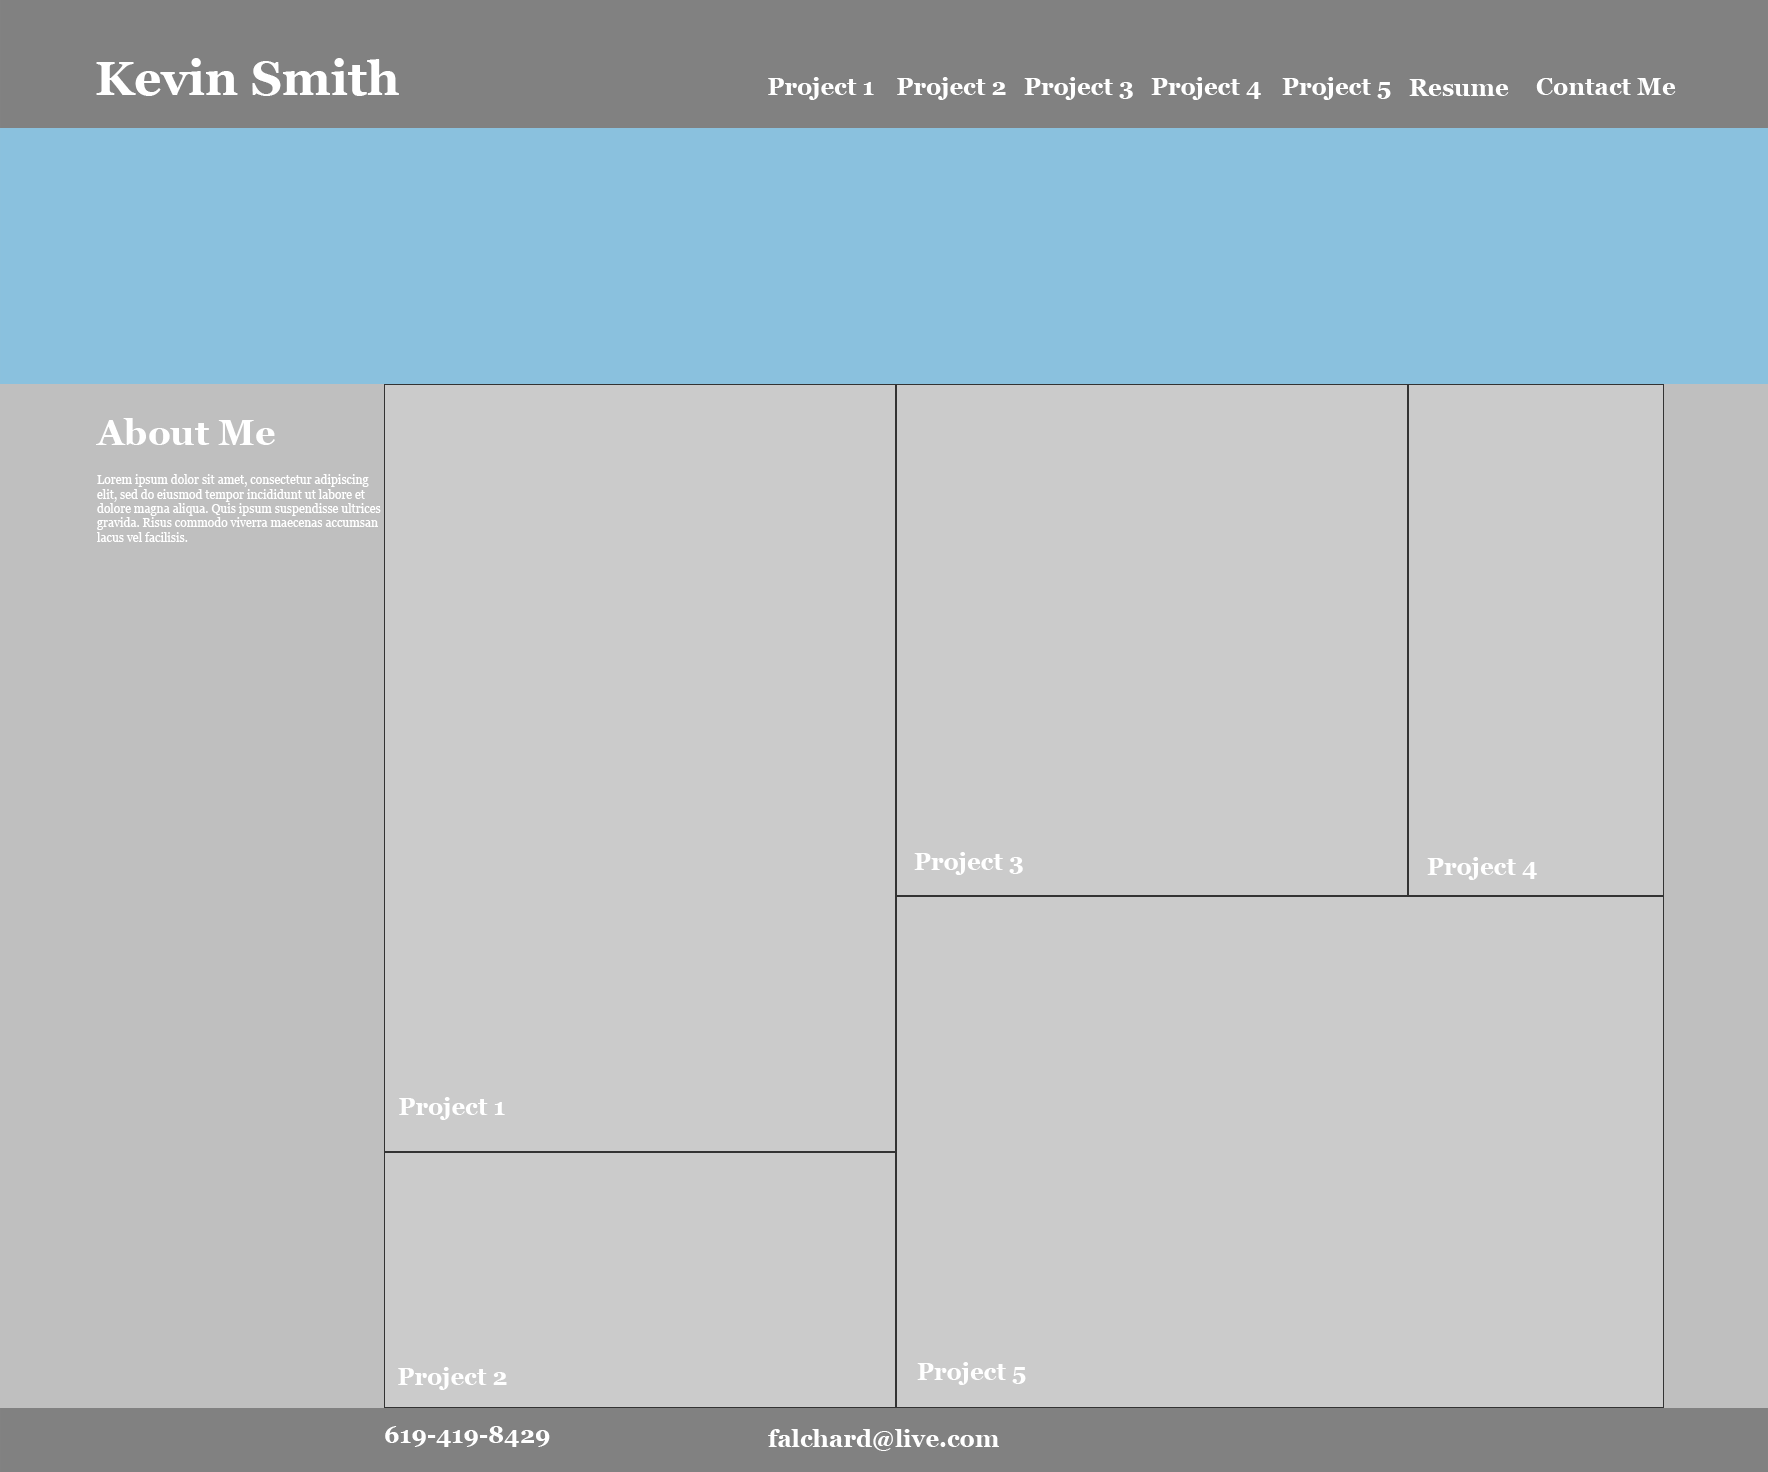 Kevin Smith
Project 1 Project 2 Project 3 Project 4 Project 5 Resume Contact Me
About Me
Lorem ipsum dolor sit amet, consectetur adipiscing
elit, sed do eiusmod tempor incididunt ut labore et
dolore magna aliqua. Quis ipsum suspendisse ultrices
gravida. Risus commodo viverra maecenas accumsan
lacus vel facilisis.
Project 3
Project 4
Project 1
Project 2
Project 5
619-419-8429
falchard@live.com